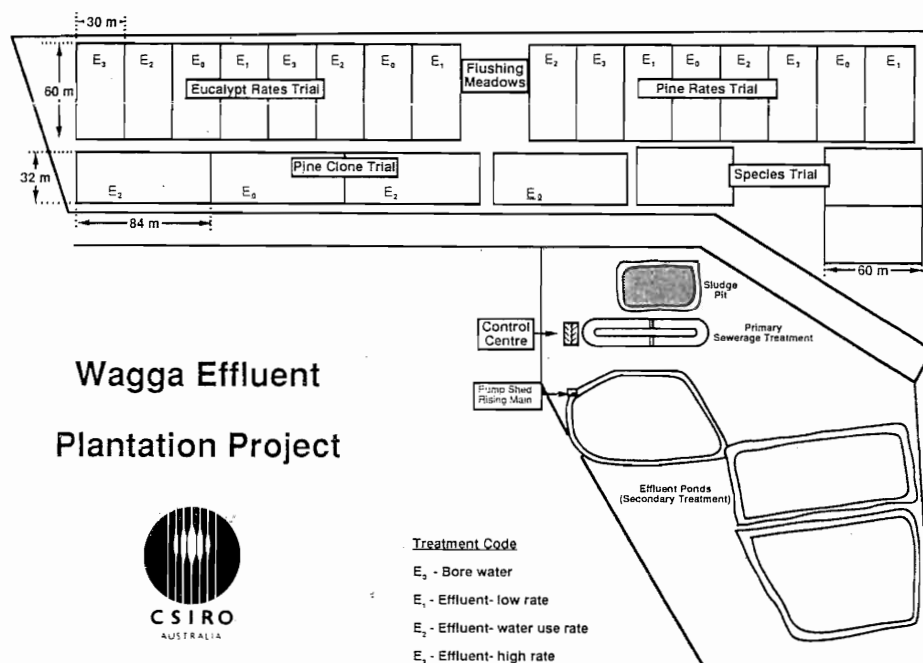 30 m
E₃ E₂ E₀ E₁ E₃ E₂ E₀ E₁
E₂ E₃ E₁ E₀ E₂ E₃ E₀ E₁
Flushing
Meadows
60 m
Eucalypt Rates Trial
Pine Rates Trial
Pine Clone Trial
32 m
Species Trial
E₂ E₀ E₂ E₀
84 m
60 m
Sludge
Pit
Control
Centre
Primary
Sewerage Treatment
Wagga Effluent
Plantation Project
Pump Shed
Rising Main
Effluent Ponds
(Secondary Treatment)
CSIRO
AUSTRALIA
Treatment Code
E₃ - Bore water
E₁ - Effluent- low rate
E₂ - Effluent- water use rate
E₃ - Effluent- high rate